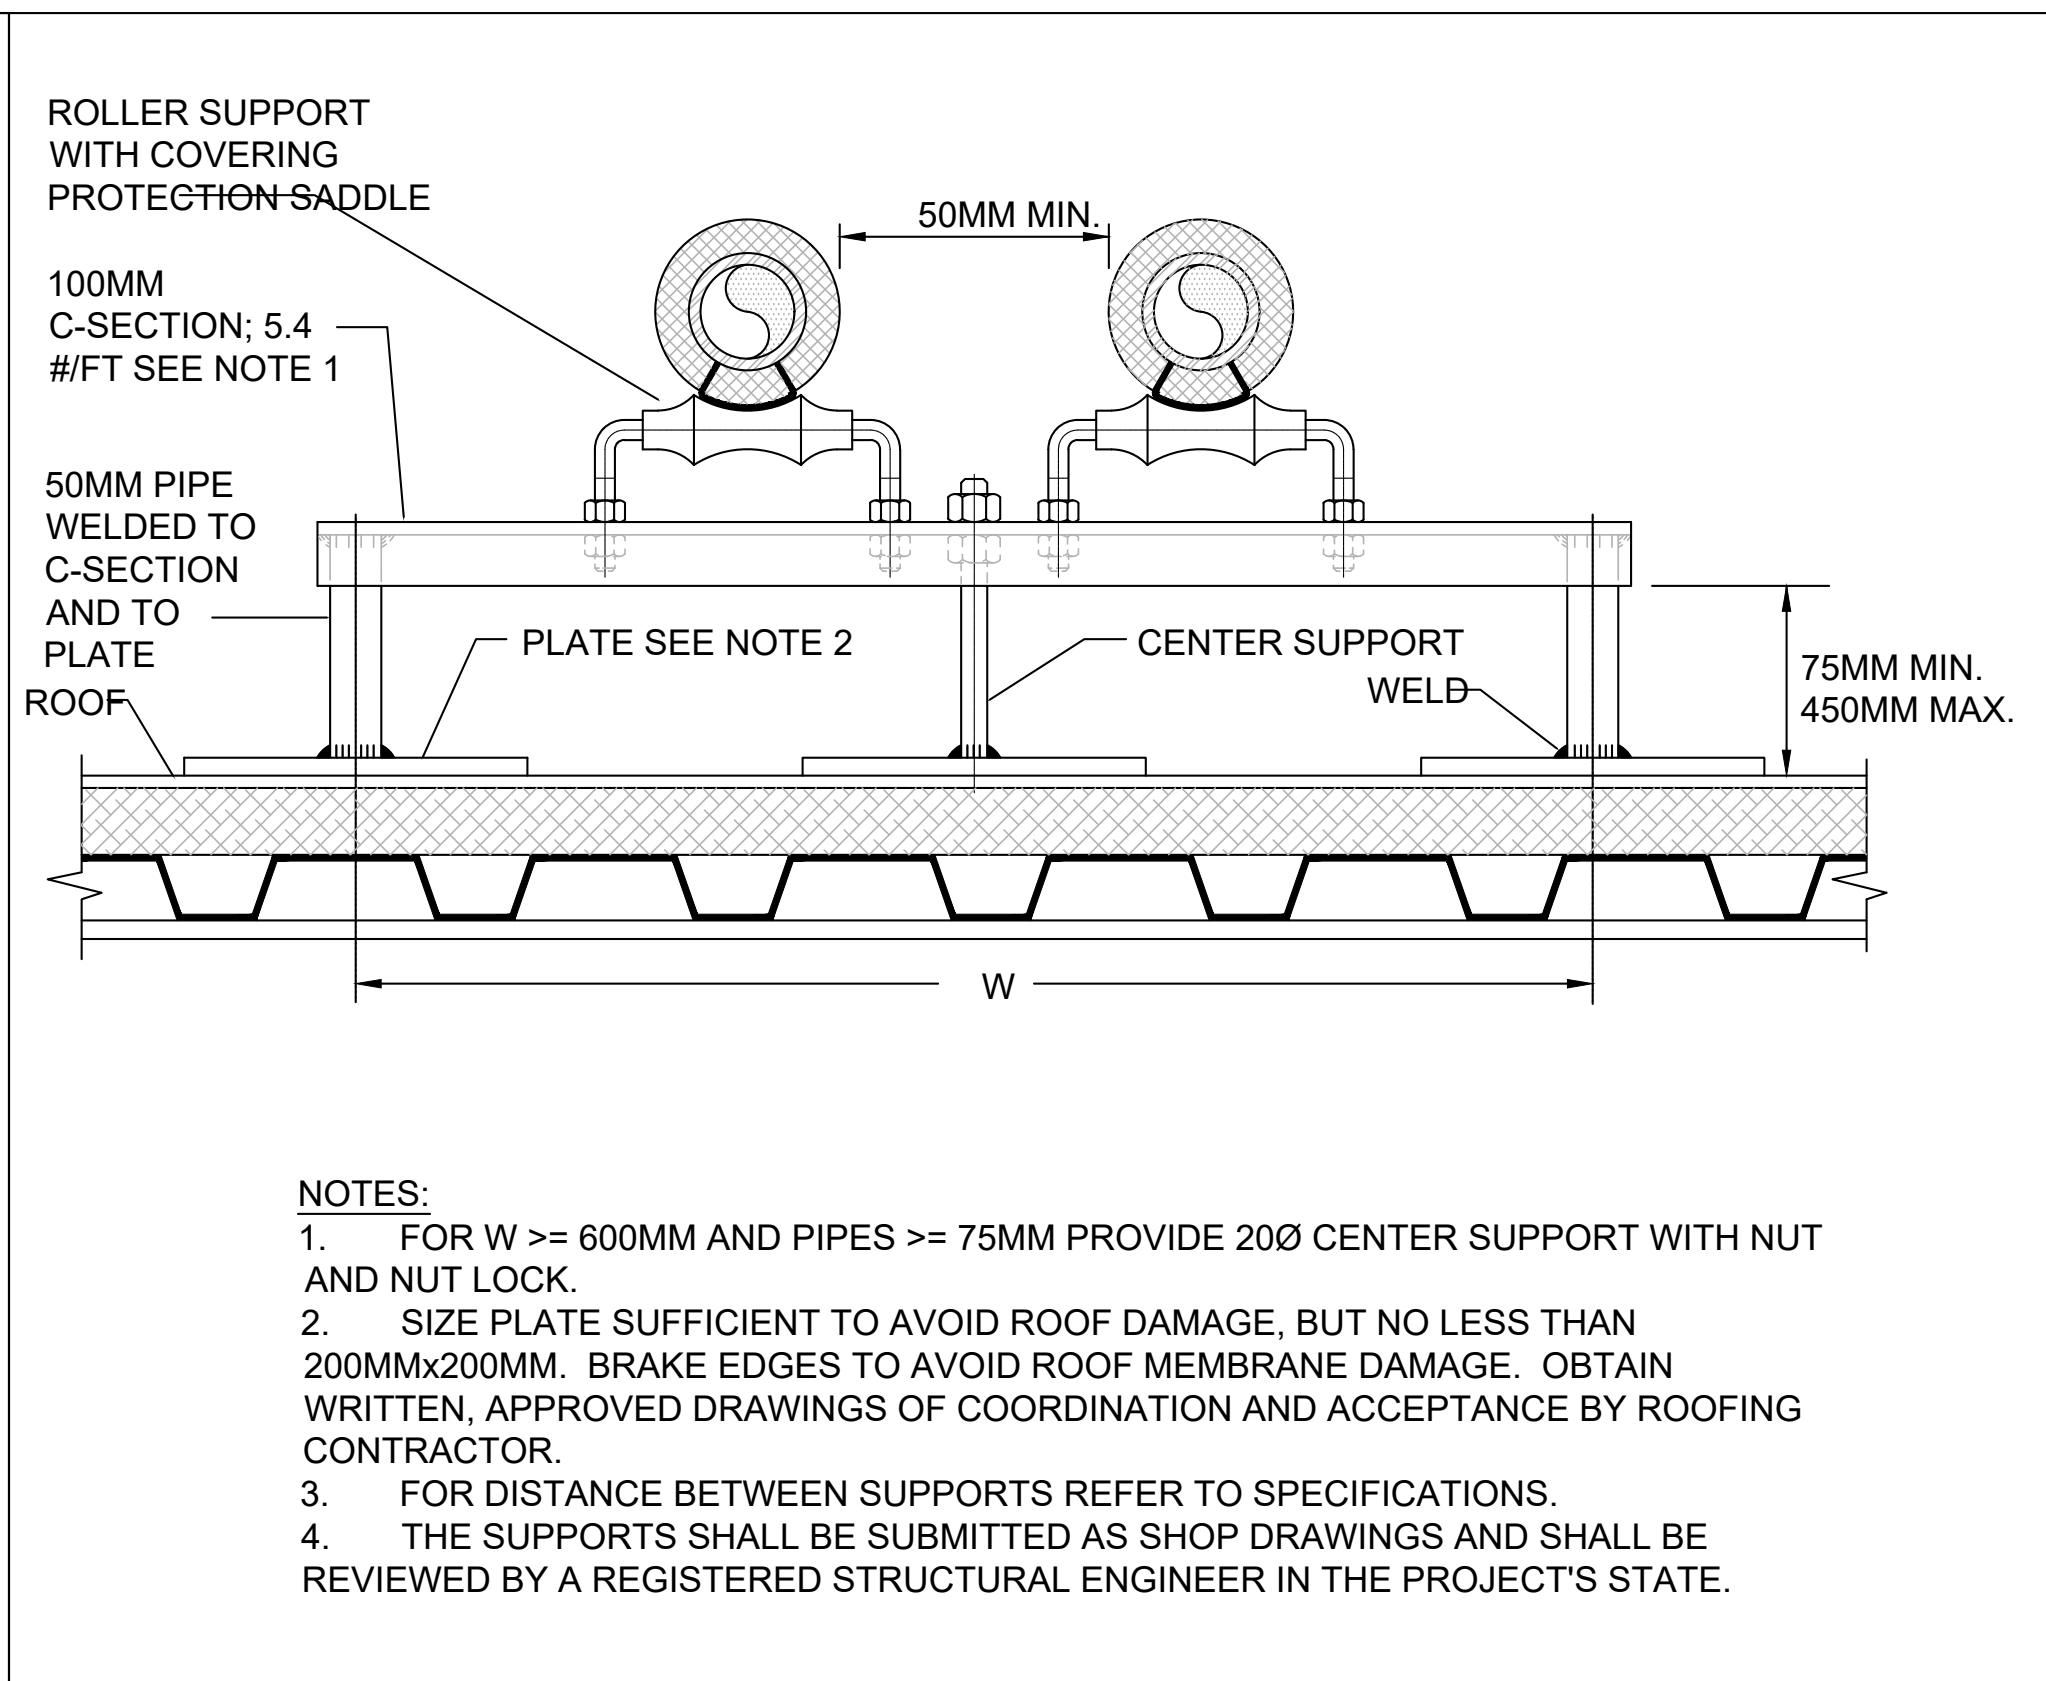 ROLLER SUPPORT
WITH COVERING
PROTECTION SADDLE
50MM MIN.
100MM
C-SECTION; 5.4
#/FT SEE NOTE 1
50MM PIPE
WELDED TO
C-SECTION
AND TO
PLATE
PLATE SEE NOTE 2
CENTER SUPPORT
WELD
75MM MIN.
450MM MAX.
ROOF
W
NOTES:
1. FOR W >= 600MM AND PIPES >= 75MM PROVIDE 20Ø CENTER SUPPORT WITH NUT
AND NUT LOCK.
2. SIZE PLATE SUFFICIENT TO AVOID ROOF DAMAGE, BUT NO LESS THAN
200MMx200MM. BRAKE EDGES TO AVOID ROOF MEMBRANE DAMAGE. OBTAIN
WRITTEN, APPROVED DRAWINGS OF COORDINATION AND ACCEPTANCE BY ROOFING
CONTRACTOR.
3. FOR DISTANCE BETWEEN SUPPORTS REFER TO SPECIFICATIONS.
4. THE SUPPORTS SHALL BE SUBMITTED AS SHOP DRAWINGS AND SHALL BE
REVIEWED BY A REGISTERED STRUCTURAL ENGINEER IN THE PROJECT'S STATE.